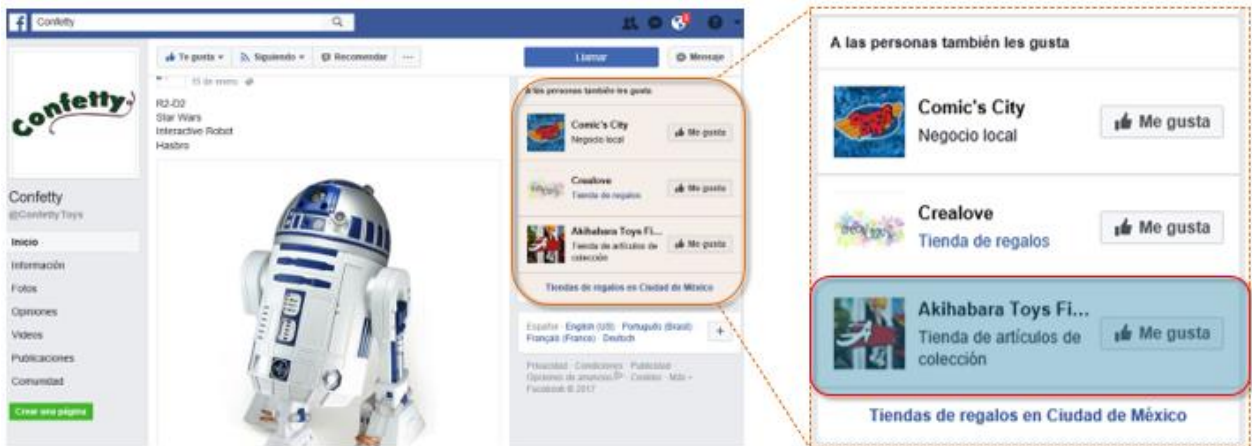 Confetty
Te gusta
Siguiendo
Recomendar
Llamar
Mensaje
Confetty
Confetty
@ConfettyToys
Inicio
Información
Fotos
Opiniones
Videos
Publicaciones
Comunidad
Crear una página
15 de enero
R2-D2
Star Wars
Interactive Robot
Hasbro
A las personas también les gusta
Comic's City
Negocio local
Me gusta
Crealove
Tienda de regalos
Me gusta
Akihabara Toys Fi...
Tienda de artículos de
colección
Me gusta
Tiendas de regalos en Ciudad de México
Español · English (US) · Português (Brasil)
Français (France) · Deutsch
Privacidad · Condiciones · Publicidad
Opciones de anuncios · Cookies · Más
Facebook © 2017
A las personas también les gusta
Comic's City
Negocio local
Me gusta
Crealove
Tienda de regalos
Me gusta
Akihabara Toys Fi...
Tienda de artículos de
colección
Me gusta
Tiendas de regalos en Ciudad de México